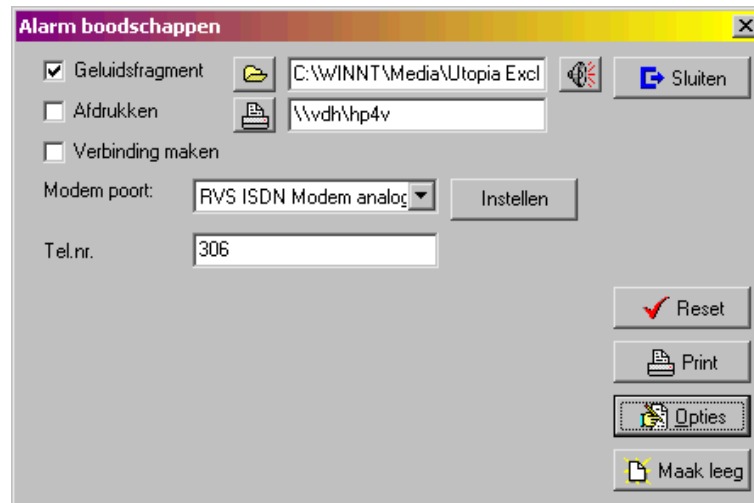 Alarm boodschappen
Geluidsfragment C:\WINNT\Media\Utopia Excl Sluiten
Afdrukken \\vdh\hp4v
Verbinding maken
Modem poort: RVS ISDN Modem analog Instellen
Tel.nr. 306
Reset
Print
Opties
Maak leeg